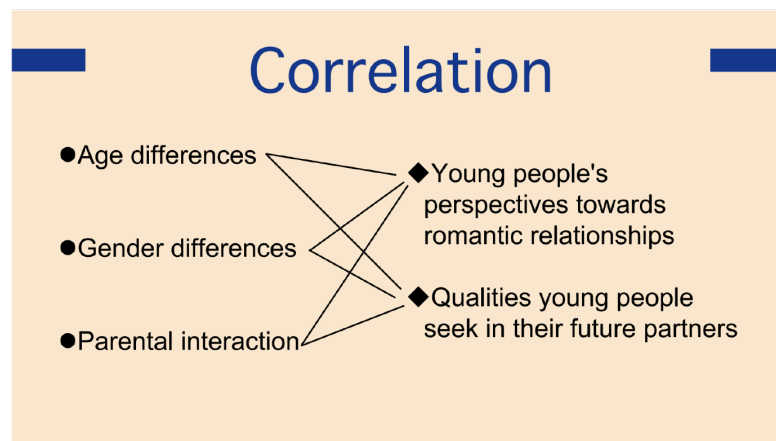 Correlation
●Age differences
●Gender differences
●Parental interaction
◆Young people's
perspectives towards
romantic relationships
◆Qualities young people
seek in their future partners